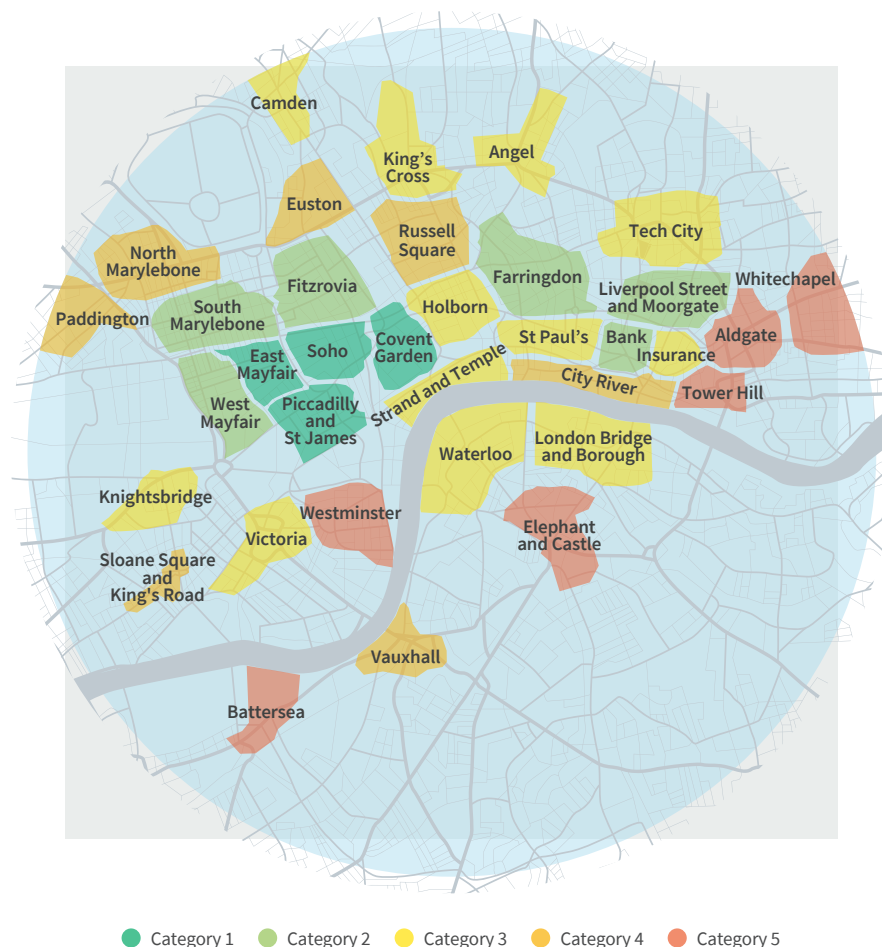 Camden
King's
Cross
Angel
Euston
Russell
Square
Tech City
North
Marylebone
Farringdon
Whitechapel
Fitzrovia
Liverpool Street
and Moorgate
Paddington
South
Marylebone
Holborn
St Paul's
Bank
Aldgate
Insurance
Soho
Covent
Garden
East
Mayfair
Strand and Temple
City River
Tower Hill
West
Mayfair
Piccadilly
and
St James
Waterloo
London Bridge
and Borough
Knightsbridge
Westminster
Victoria
Elephant
and Castle
Sloane Square
and
King's Road
Vauxhall
Battersea
Category 1
Category 2
Category 3
Category 4
Category 5